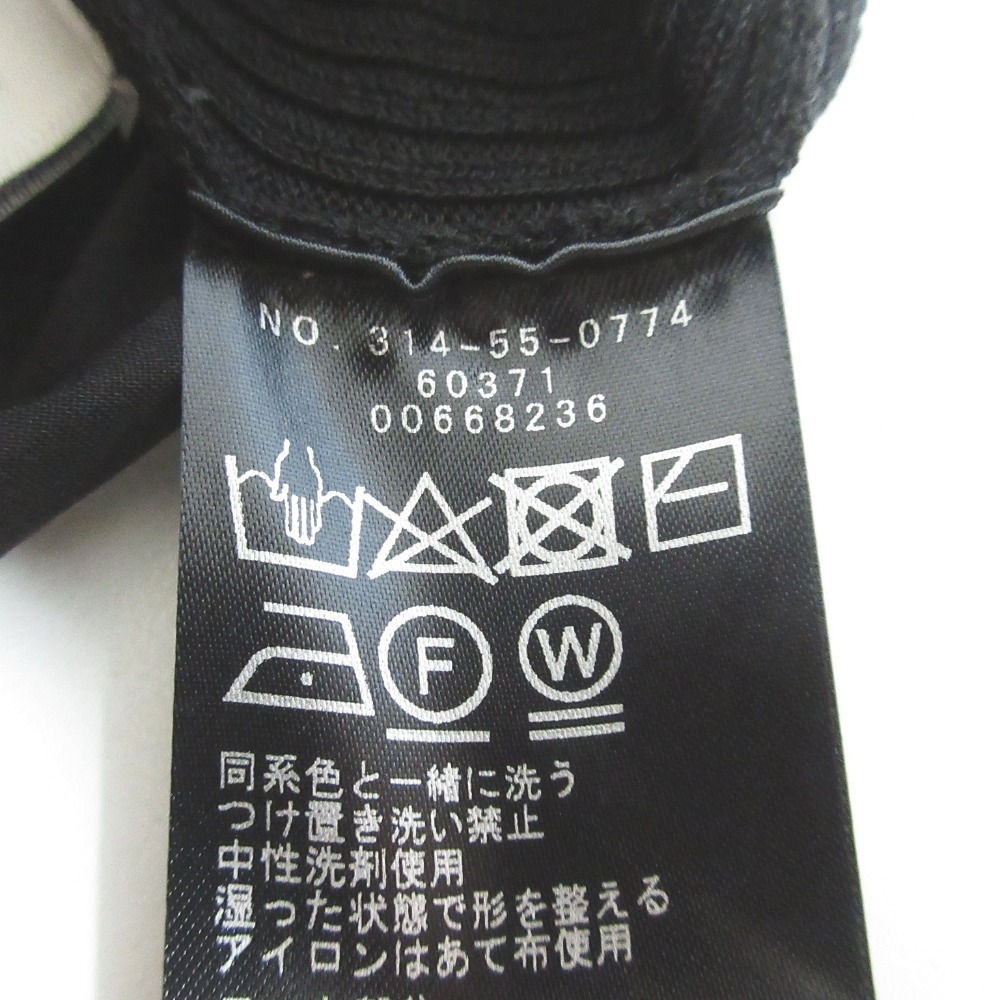 NO. 314-55-0774
60371
00668236
F W
同系色と一緒に洗う
つけ置き洗い禁止
中性洗剤使用
湿った状態で形を整える
アイロンはあて布使用